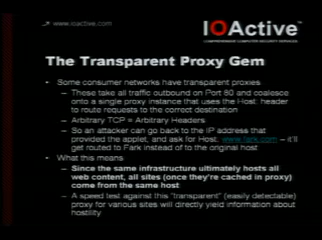 www.ioactive.com
IOActive™
COMPREHENSIVE COMPUTER SECURITY SERVICES
The Transparent Proxy Gem
• Some consumer networks have transparent proxies
– These take all traffic outbound on Port 80 and coalesce
onto a single proxy instance that uses the Host: header
to route requests to the correct destination
– Arbitrary TCP = Arbitrary Headers
– So an attacker can go back to the IP address that
provided the applet, and ask for Host: www.fark.com – it'll
get routed to Fark instead of to the original host
• What this means
– Since the same infrastructure ultimately hosts all
web content, all sites (once they're cached in proxy)
come from the same host
– A speed test against this "transparent" (easily detectable)
proxy for various sites will directly yield information about
hostility